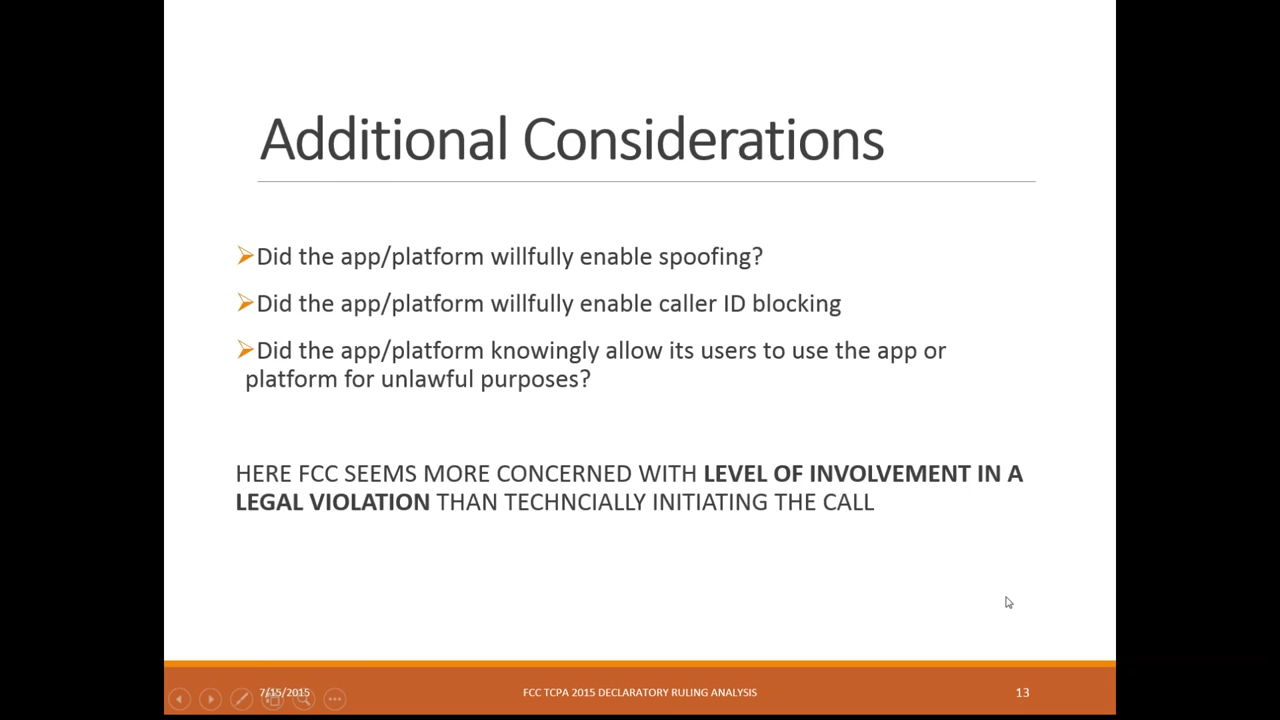 Additional Considerations
Did the app/platform willfully enable spoofing?
Did the app/platform willfully enable caller ID blocking
Did the app/platform knowingly allow its users to use the app or
platform for unlawful purposes?
HERE FCC SEEMS MORE CONCERNED WITH LEVEL OF INVOLVEMENT IN A
LEGAL VIOLATION THAN TECHNCIALLY INITIATING THE CALL
7/15/2015
FCC TCPA 2015 DECLARATORY RULING ANALYSIS
13